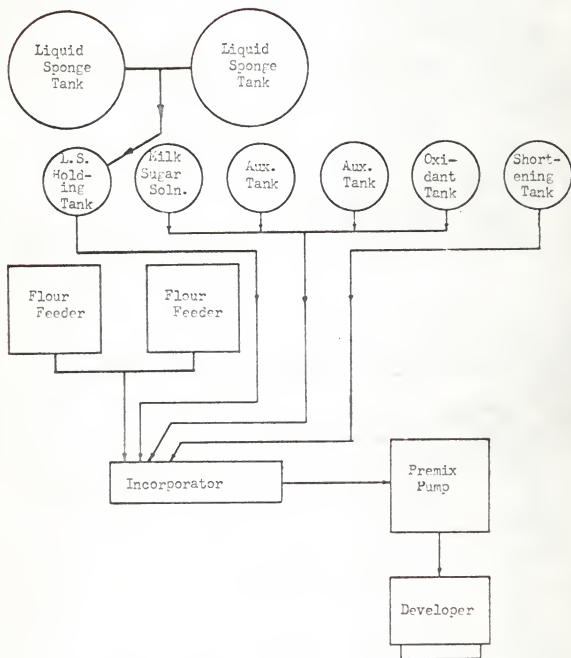 Liquid
Sponge
Tank
Liquid
Sponge
Tank
L.S.
Hold-
ing
Tank
Milk
Sugar
Soln.
Aux.
Tank
Aux.
Tank
Oxi-
dant
Tank
Short-
ening
Tank
Flour
Feeder
Flour
Feeder
Incorporator
Premix
Pump
Developer